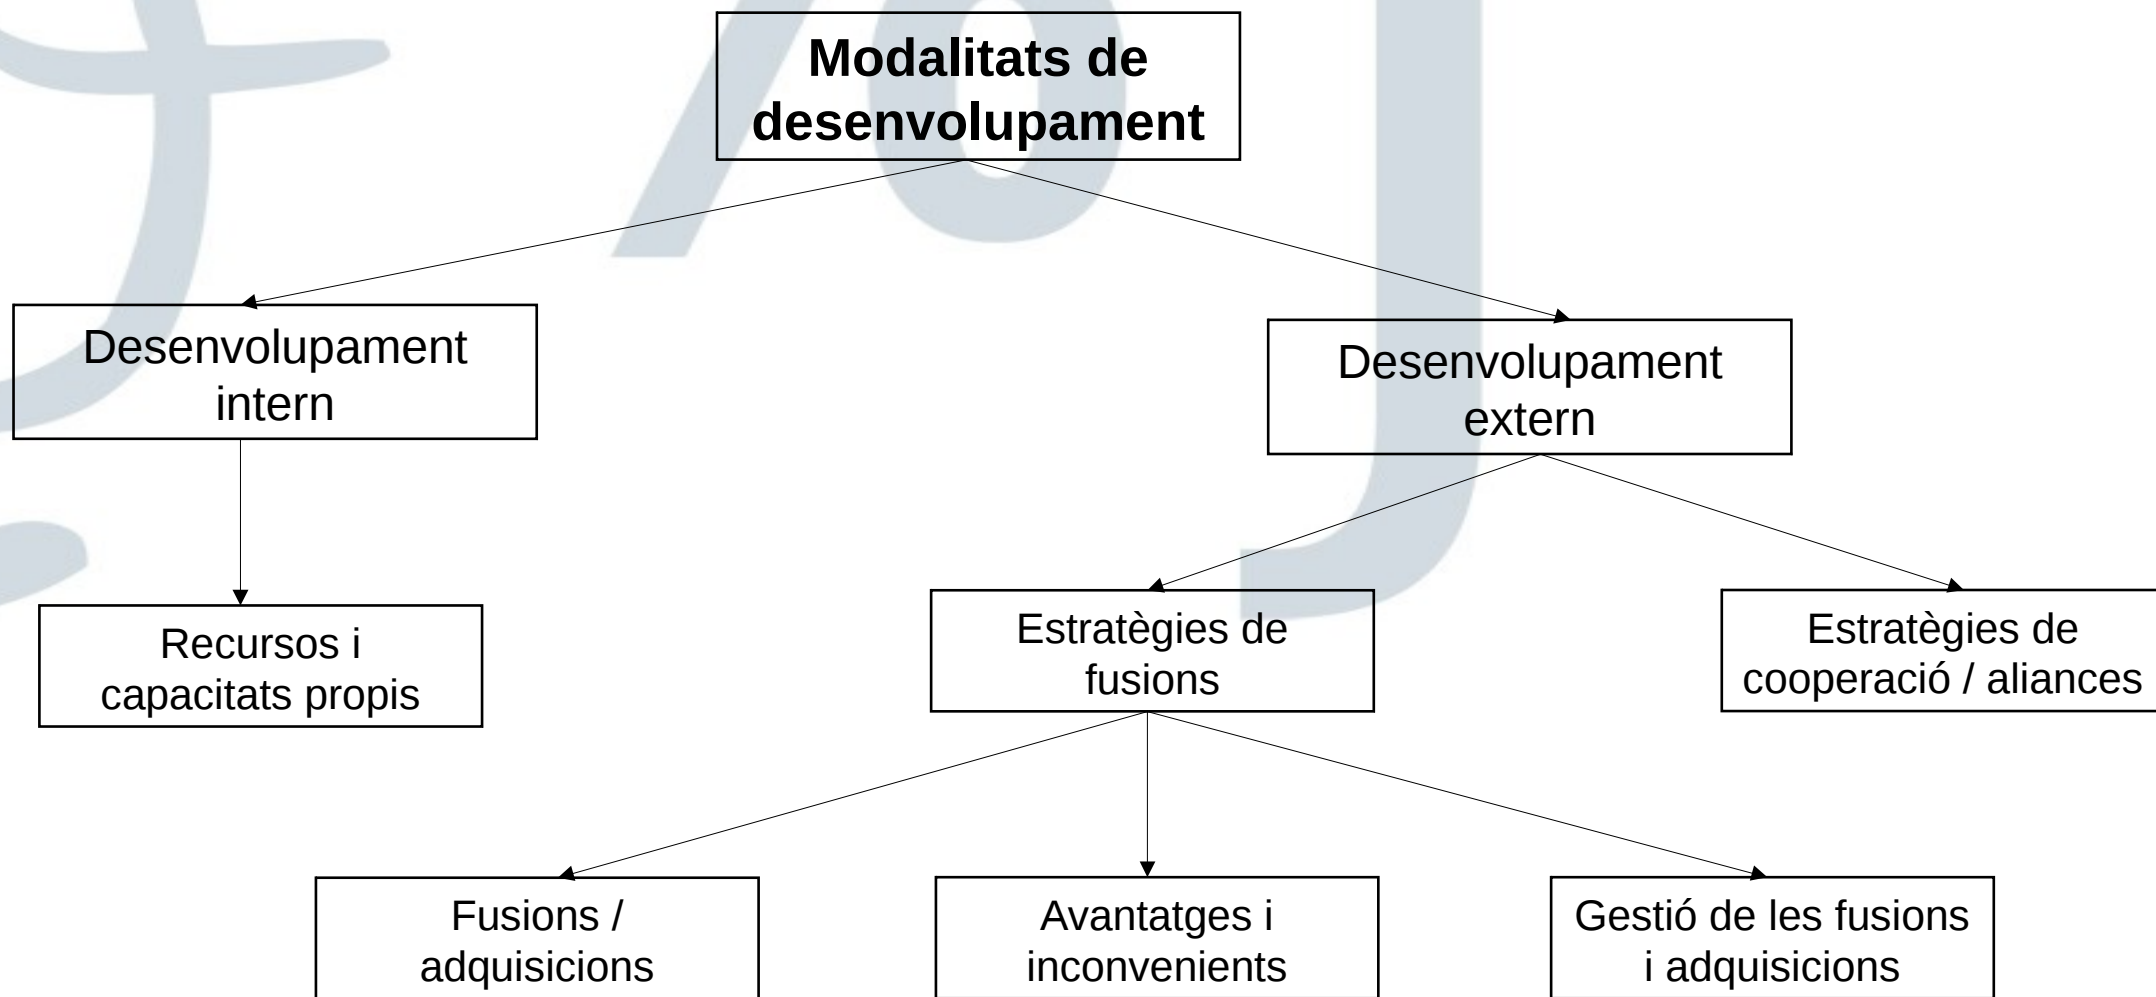 Modalitats de
desenvolupament
Desenvolupament
intern
Desenvolupament
extern
Recursos i
capacitats propis
Estratègies de
fusions
Estratègies de
cooperació / aliances
Fusions /
adquisicions
Avantatges i
inconvenients
Gestió de les fusions
i adquisicions